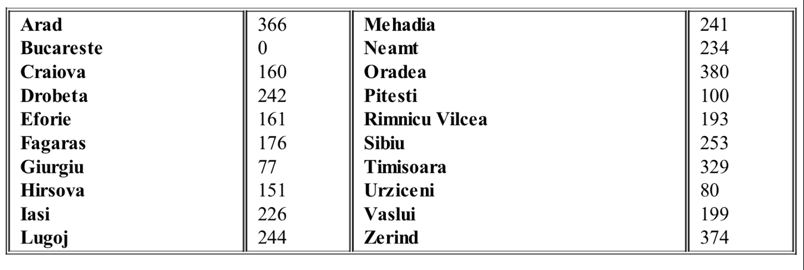 Arad 366 Mehadia 241
Bucareste 0 Neamt 234
Craiova 160 Oradea 380
Drobeta 242 Pitesti 100
Eforie 161 Rimnicu Vilcea 193
Fagaras 176 Sibiu 253
Giurgiu 77 Timisoara 329
Hirsova 151 Urziceni 80
Iasi 226 Vaslui 199
Lugoj 244 Zerind 374